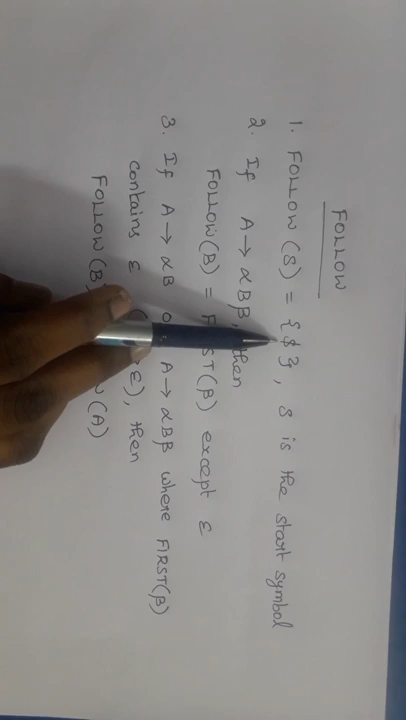 FOLLOW
1. FOLLOW (S) = {$}, S is the start symbol
2. If A → αBβ, then
FOLLOW(B) = FIRST(β) except ε
3. If A → αB A → αBβ where FIRST(β)
contains ε ε), then
FOLLOW (B) (A)